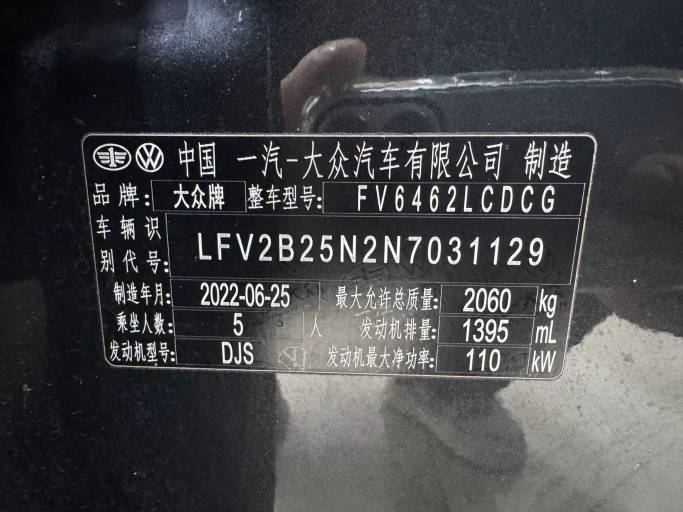 中国 一汽-大众汽车有限公司 制造
品牌: 大众牌 整车型号: FV6462LCDCG
车辆识别代号: LFV2B25N2N7031129
制造年月: 2022-06-25 最大允许总质量: 2060 kg
乘坐人数: 5 人 发动机排量: 1395 mL
发动机型号: DJS 发动机最大净功率: 110 kW